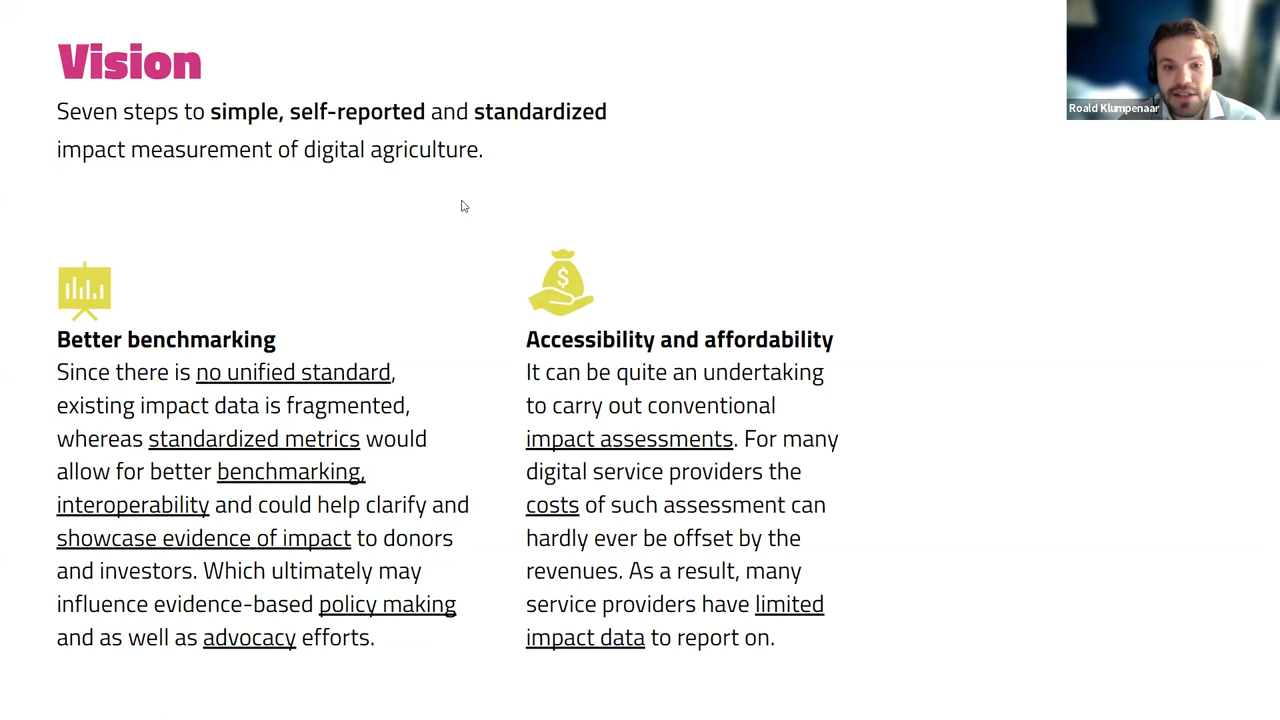 Vision
Seven steps to simple, self-reported and standardized
impact measurement of digital agriculture.
Roald Klumpenaar
$
Better benchmarking
Since there is no unified standard,
existing impact data is fragmented,
whereas standardized metrics would
allow for better benchmarking,
interoperability and could help clarify and
showcase evidence of impact to donors
and investors. Which ultimately may
influence evidence-based policy making
and as well as advocacy efforts.
Accessibility and affordability
It can be quite an undertaking
to carry out conventional
impact assessments. For many
digital service providers the
costs of such assessment can
hardly ever be offset by the
revenues. As a result, many
service providers have limited
impact data to report on.